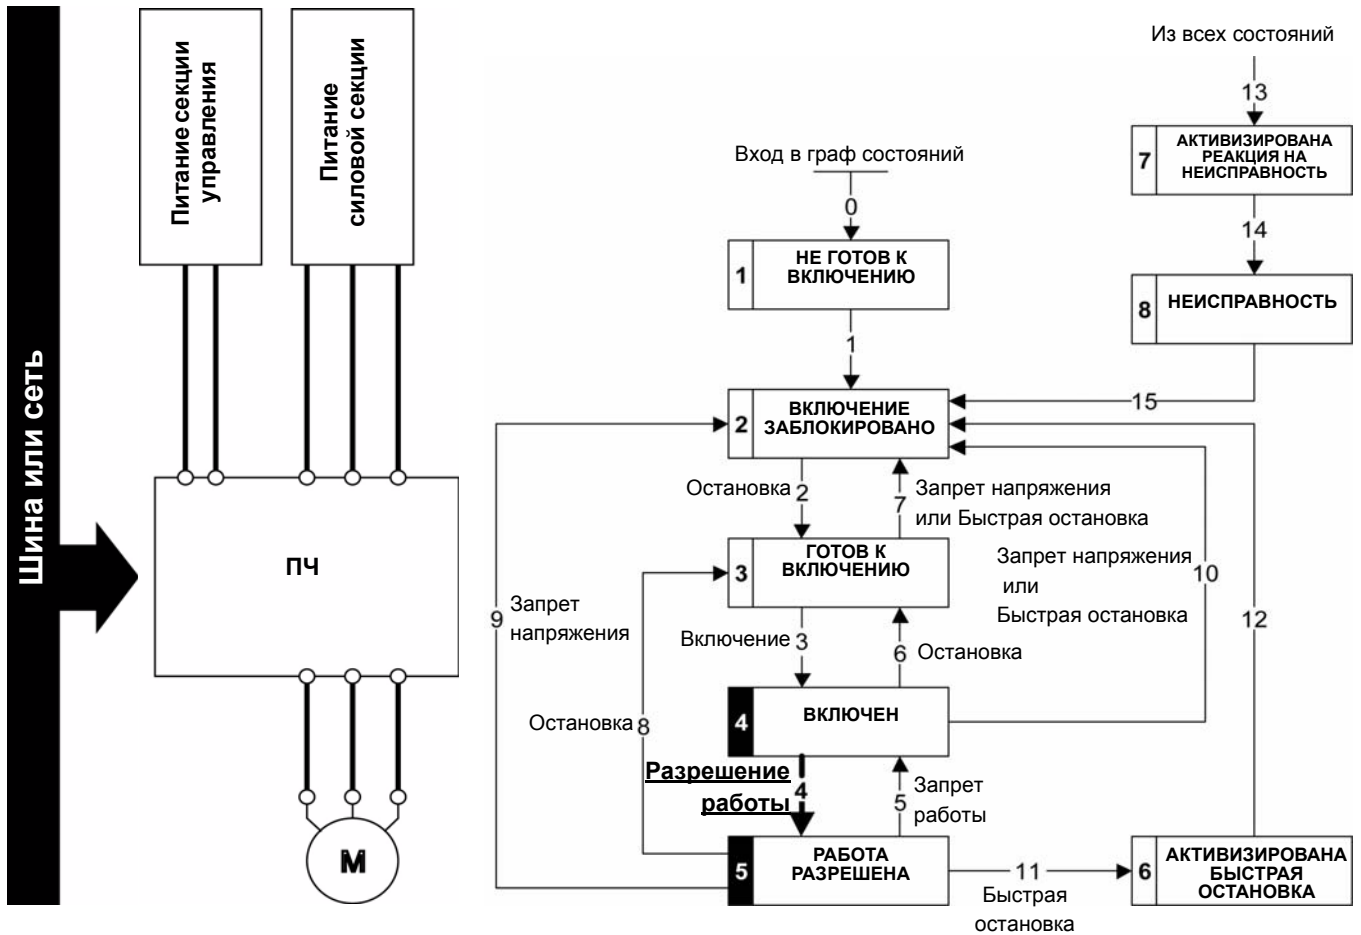 Шина или сеть
Питание секции
управления
Питание
силовой секции
ПЧ
М
Из всех состояний
13
7
АКТИВИЗИРОВАНА
РЕАКЦИЯ НА
НЕИСПРАВНОСТЬ
14
8
НЕИСПРАВНОСТЬ
15
Вход в граф состояний
0
1
НЕ ГОТОВ К
ВКЛЮЧЕНИЮ
1
2
ВКЛЮЧЕНИЕ
ЗАБЛОКИРОВАНО
Остановка
2
7
Запрет напряжения
или Быстрая остановка
3
ГОТОВ К
ВКЛЮЧЕНИЮ
Запрет напряжения
или
Быстрая остановка
10
12
9
Запрет
напряжения
Включение
3
6
Остановка
4
ВКЛЮЧЕН
Остановка
8
Разрешение
работы
4
5
Запрет
работы
5
РАБОТА
РАЗРЕШЕНА
11
Быстрая
остановка
6
АКТИВИЗИРОВАНА
БЫСТРАЯ
ОСТАНОВКА